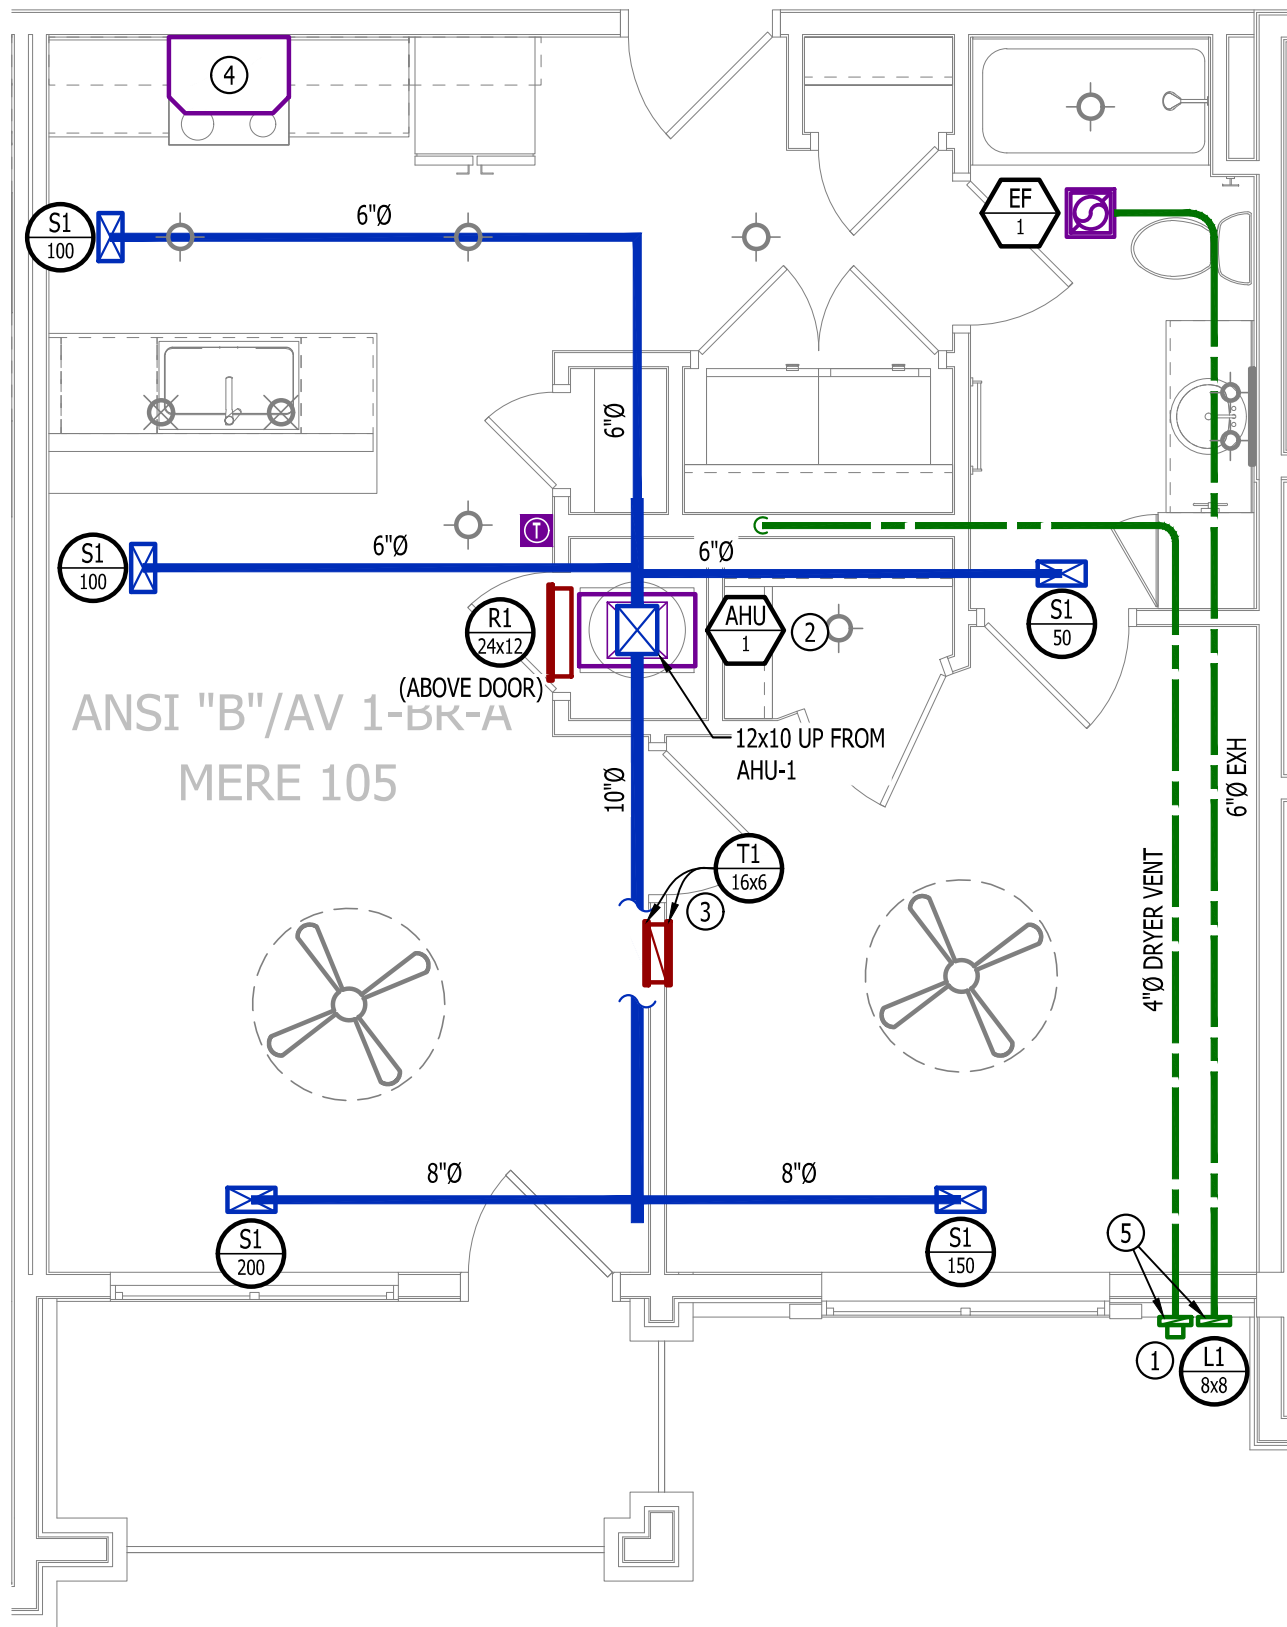 4
EF
1
S1
100
6"Ø
6"Ø
S1
100
6"Ø
T
6"Ø
S1
50
R1
24x12
(ABOVE DOOR)
AHU
1
2
ANSI "B"/AV 1-BR-A
MERE 105
12x10 UP FROM
AHU-1
10"Ø
6"Ø EXH
T1
16x6
3
4"Ø DRYER VENT
8"Ø
8"Ø
S1
200
S1
150
5
1
L1
8x8